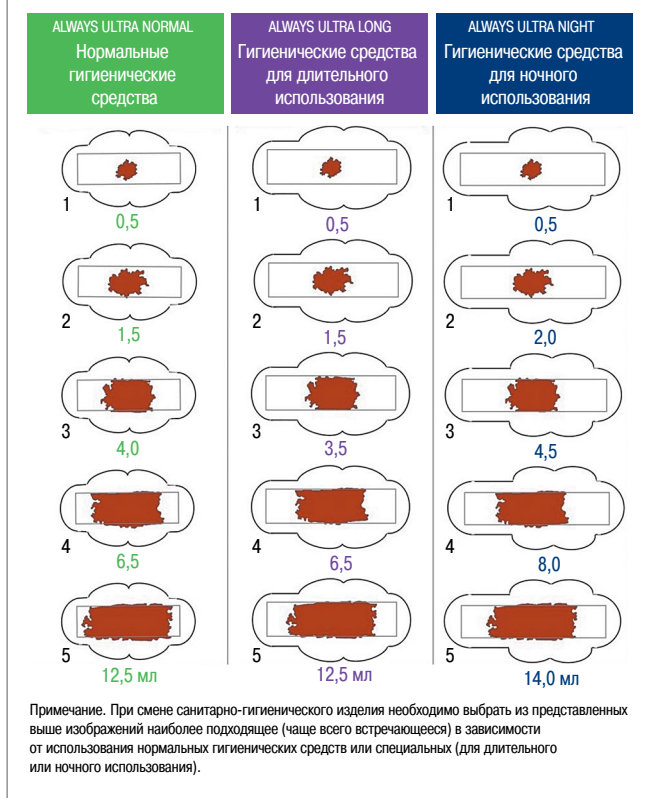 ALWAYS ULTRA NORMAL
Нормальные
гигиенические
средства
ALWAYS ULTRA LONG
Гигиенические средства
для длительного
использования
ALWAYS ULTRA NIGHT
Гигиенические средства
для ночного
использования
1 1 1
0,5 0,5 0,5
2 2 2
1,5 1,5 2,0
3 3 3
4,0 3,5 4,5
4 4 4
6,5 6,5 8,0
5 5 5
12,5 мл 12,5 мл 14,0 мл
Примечание. При смене санитарно-гигиенического изделия необходимо выбрать из представленных
выше изображений наиболее подходящее (чаще всего встречающееся) в зависимости
от использования нормальных гигиенических средств или специальных (для длительного
или ночного использования).